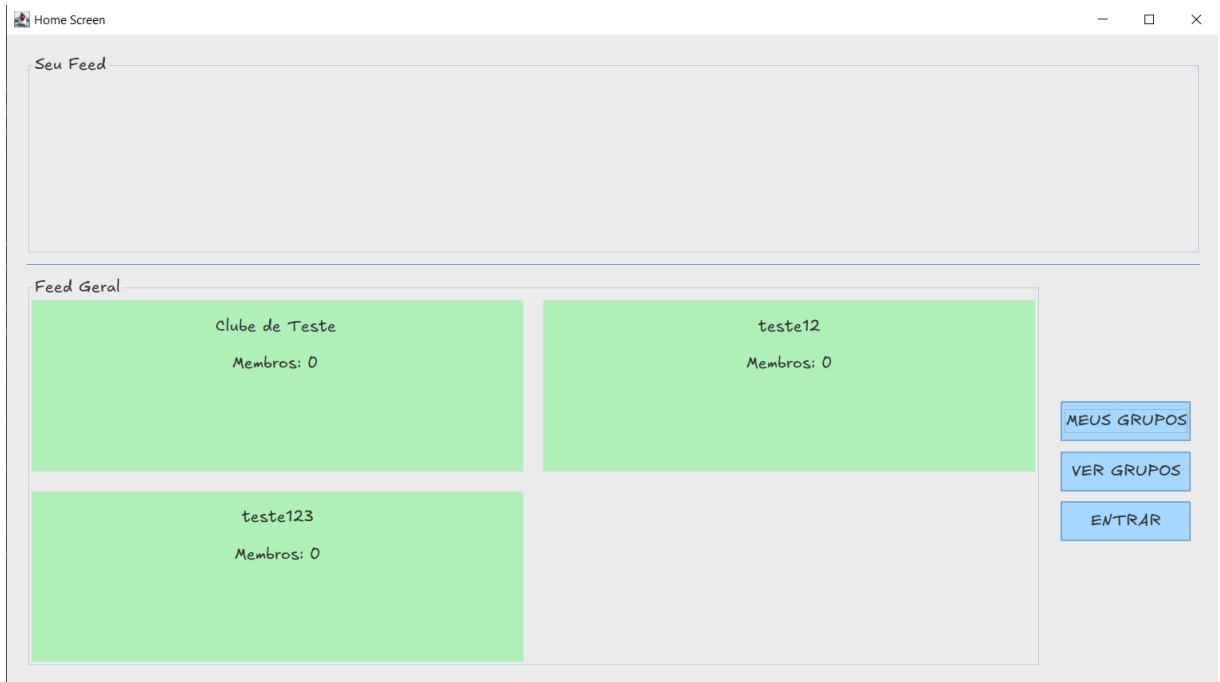 Home Screen
Seu Feed
Feed Geral
Clube de Teste
Membros: 0
teste12
Membros: 0
teste123
Membros: 0
MEUS GRUPOS
VER GRUPOS
ENTRAR